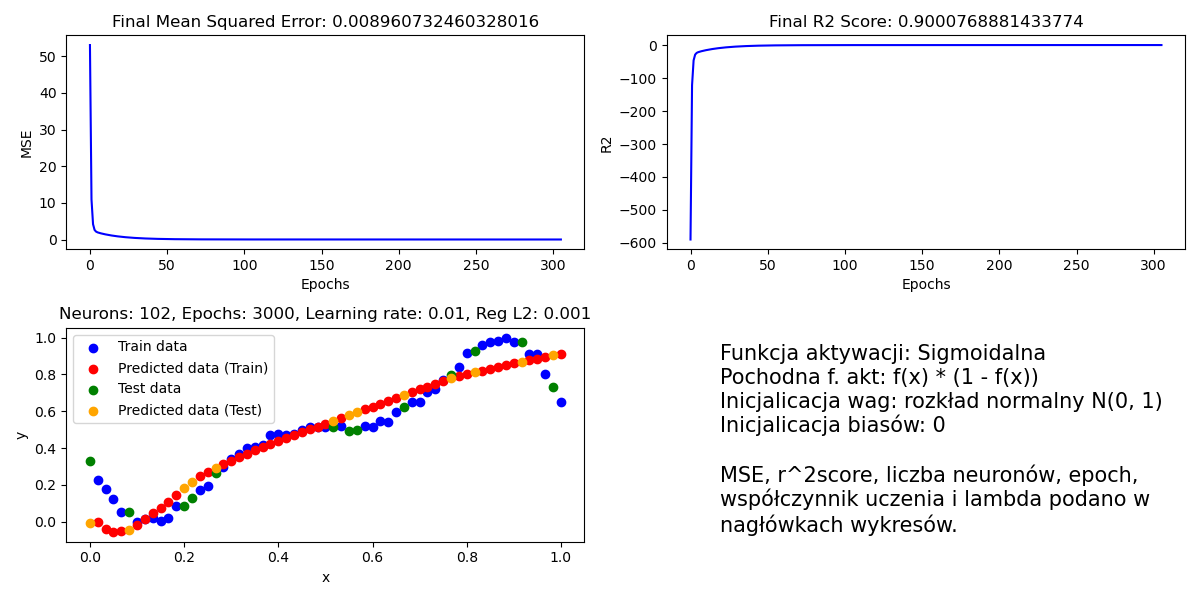 Final Mean Squared Error: 0.008960732460328016
50
40
30
20
10
0
MSE
0 50 100 150 200 250 300
Epochs
Final R2 Score: 0.9000768881433774
0
−100
−200
−300
−400
−500
−600
R2
0 50 100 150 200 250 300
Epochs
Neurons: 102, Epochs: 3000, Learning rate: 0.01, Reg L2: 0.001
1.0
0.8
0.6
0.4
0.2
0.0
y
Train data
Predicted data (Train)
Test data
Predicted data (Test)
0.0 0.2 0.4 0.6 0.8 1.0
x
Funkcja aktywacji: Sigmoidalna
Pochodna f. akt: f(x) * (1 - f(x))
Inicjalicacja wag: rozkład normalny N(0, 1)
Inicjalicacja biasów: 0
MSE, r^2score, liczba neuronów, epoch,
współczynnik uczenia i lambda podano w
nagłówkach wykresów.